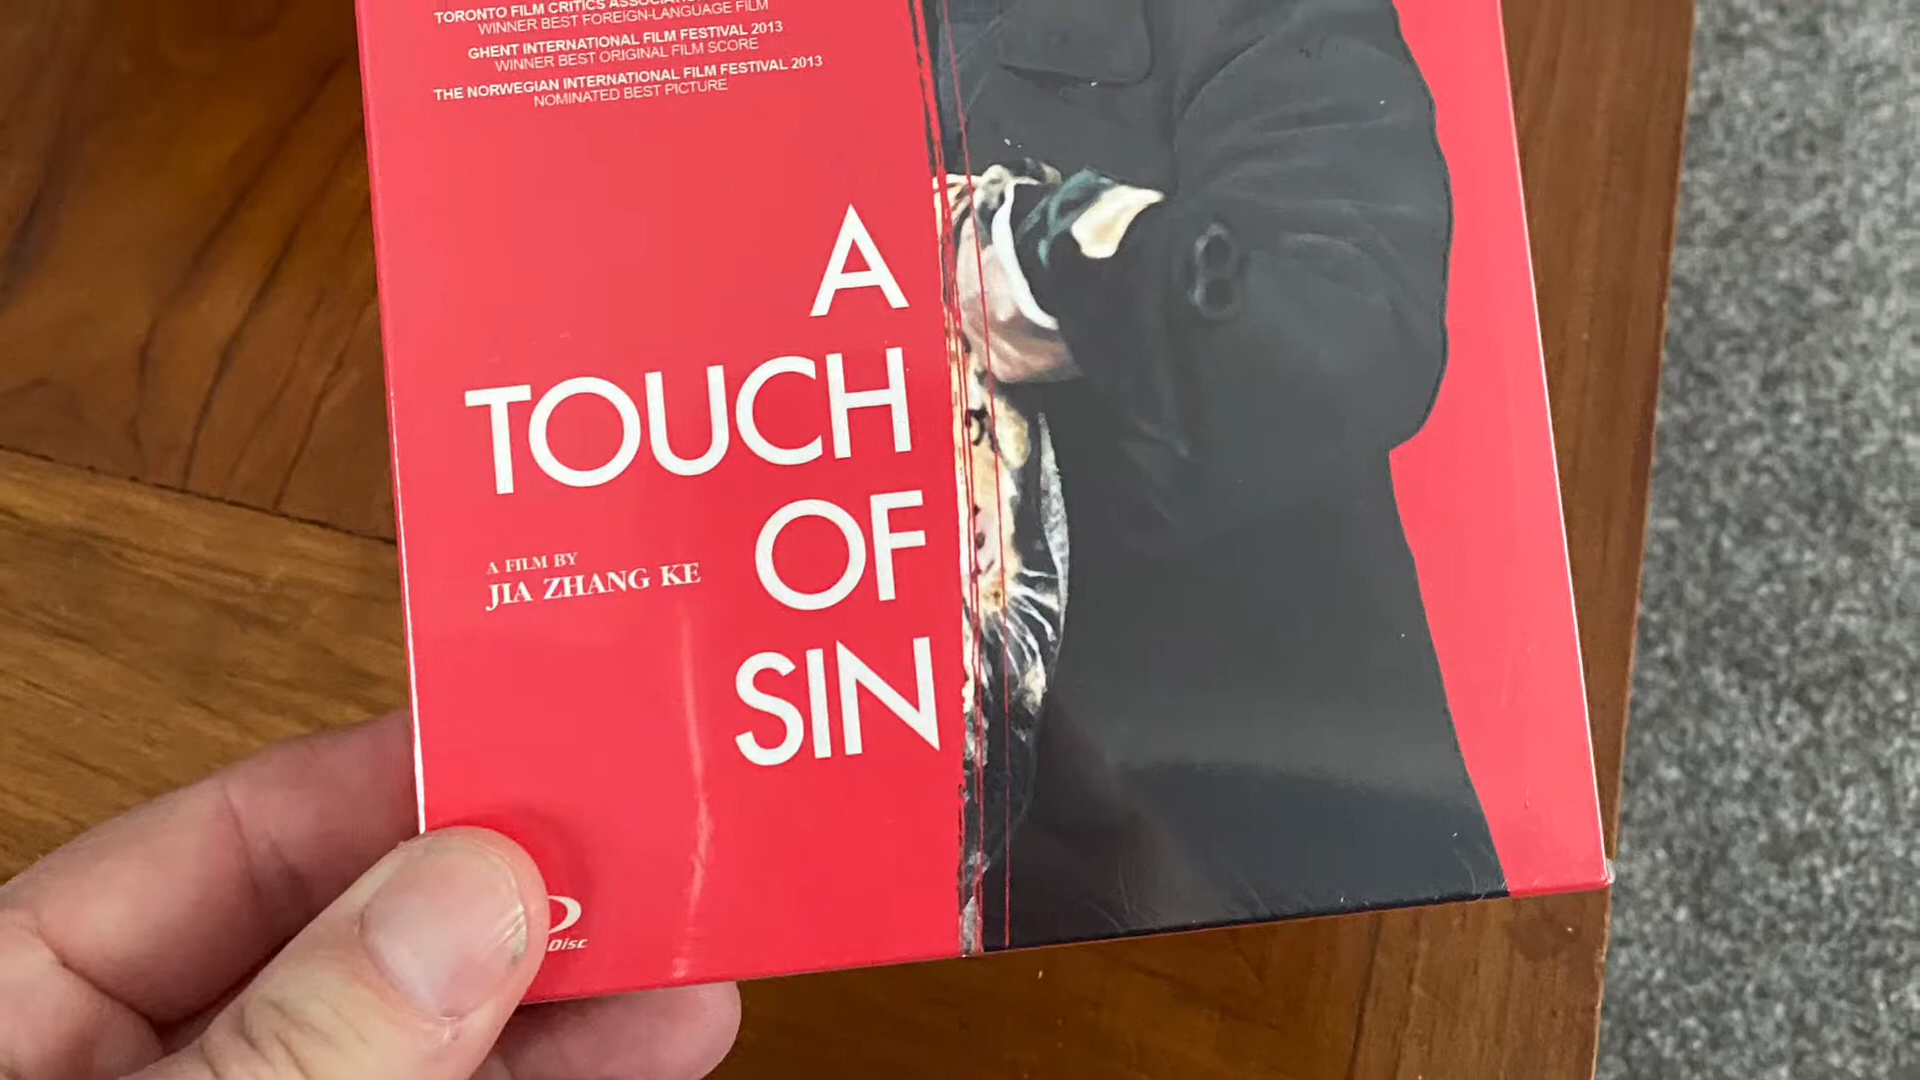 TORONTO FILM CRITICS
WINNER BEST FOREIGN-LANGUAGE FILM
GHENT INTERNATIONAL FILM FESTIVAL 2013
WINNER BEST ORIGINAL FILM SCORE
THE NORWEGIAN INTERNATIONAL FILM FESTIVAL 2013
NOMINATED BEST PICTURE
A
TOUCH
OF
SIN
A FILM BY
JIA ZHANG KE
Disc